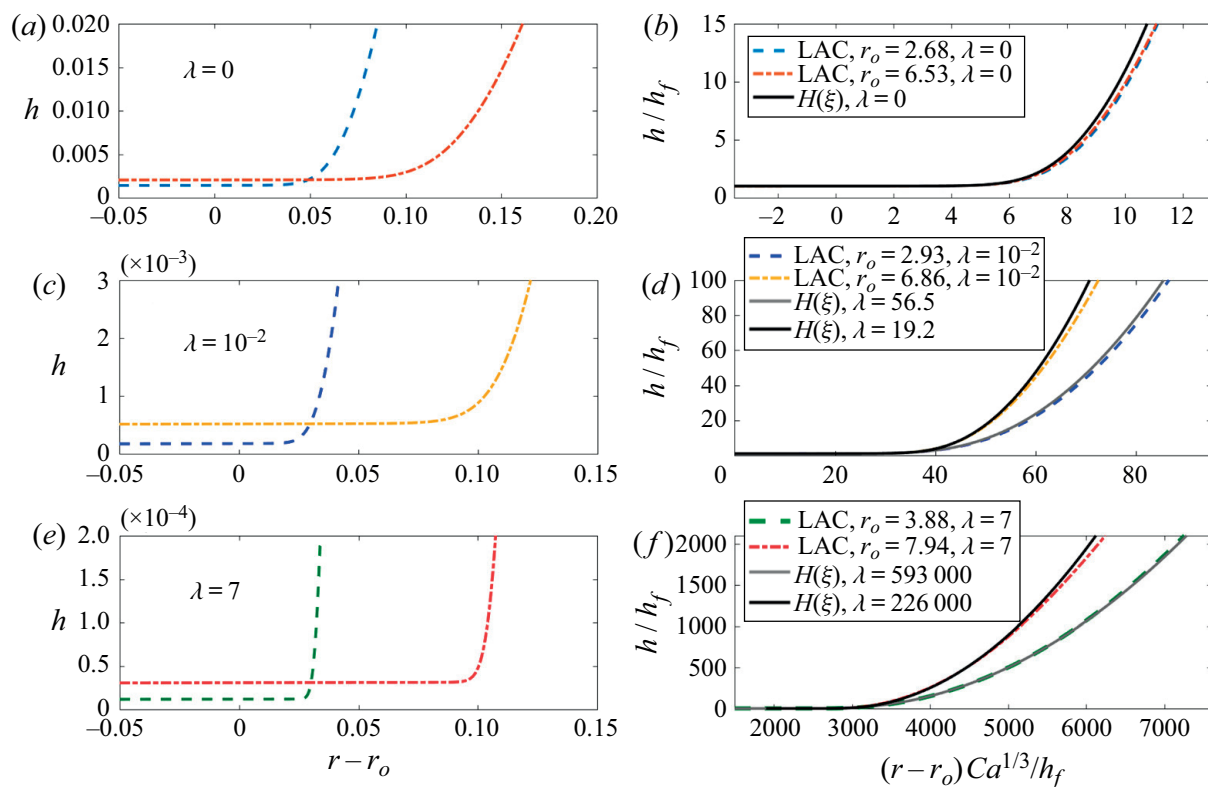 (a)
0.020
0.015
h
0.010
0.005
0
λ = 0
–0.05 0 0.05 0.10 0.15 0.20
(b)
15
10
h / h_f
5
0
LAC, r_o = 2.68, λ = 0
LAC, r_o = 6.53, λ = 0
H(ξ), λ = 0
–2 0 2 4 6 8 10 12
(c)
(×10⁻³)
3
2
h
1
0
λ = 10⁻²
–0.05 0 0.05 0.10 0.15
(d)
LAC, r_o = 2.93, λ = 10⁻²
LAC, r_o = 6.86, λ = 10⁻²
H(ξ), λ = 56.5
H(ξ), λ = 19.2
100
80
h / h_f
60
40
20
0 20 40 60 80
(e)
(×10⁻⁴)
2.0
1.5
h
1.0
0.5
0
λ = 7
–0.05 0 0.05 0.10 0.15
r – r_o
(f)
LAC, r_o = 3.88, λ = 7
LAC, r_o = 7.94, λ = 7
H(ξ), λ = 593 000
H(ξ), λ = 226 000
2000
1500
h / h_f
1000
500
0
2000 3000 4000 5000 6000 7000
(r – r_o) Ca^{1/3}/h_f